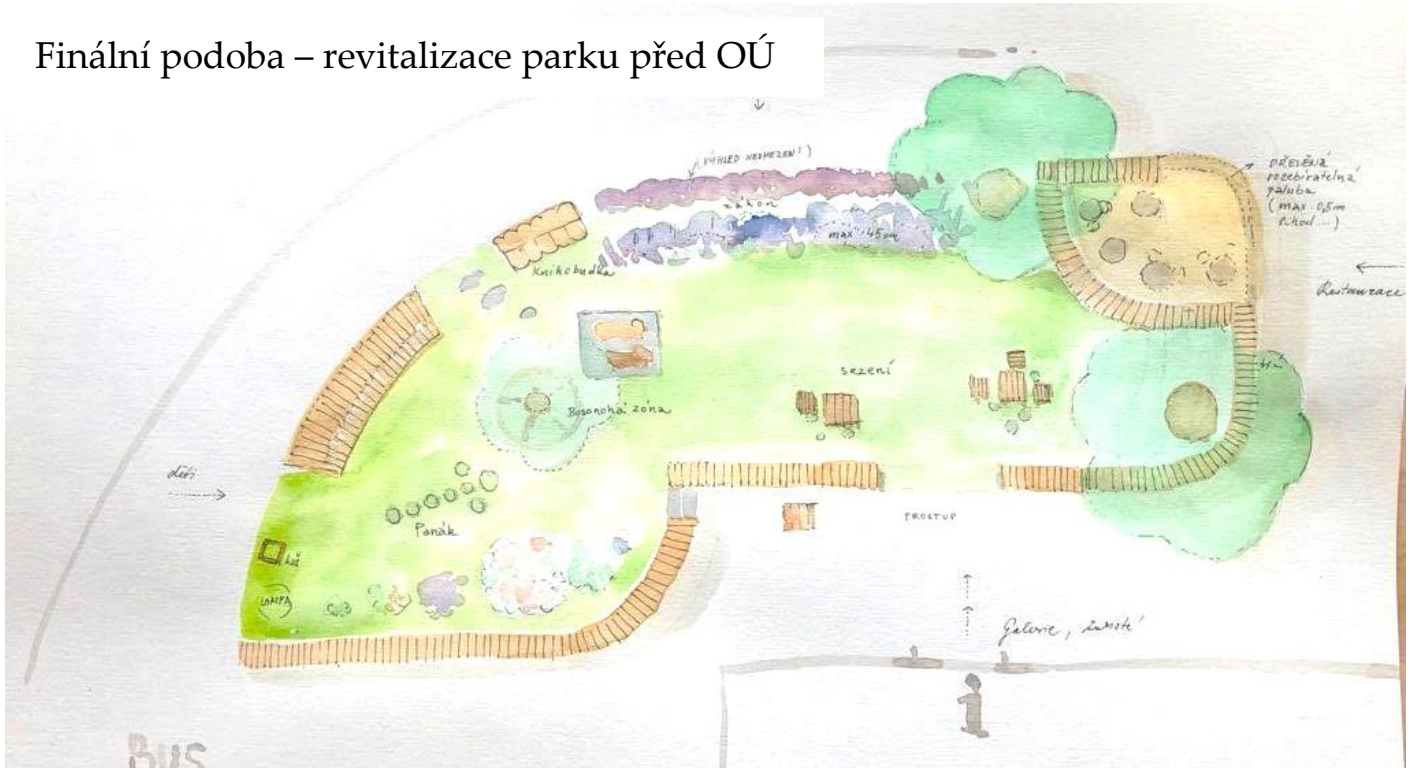 Finální podoba – revitalizace parku před OÚ
(VÝHLED NEOMEZEN!)
záhon
max 45cm
DŘEVĚNÁ
rozebíratelná
paluba
(max 0,5m
Restaurace
Knihobudka
sezení
Bosonohá zóna
děti
Panák
PROSTUP
koš
LAMPA
Galerie,
BUS